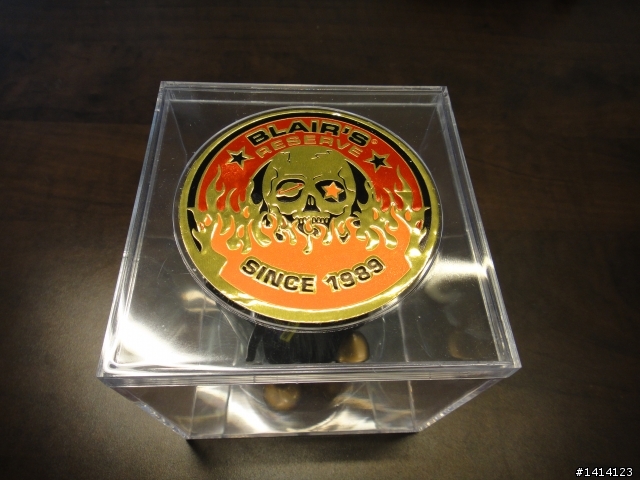 BLAIR'S
RESERVE
SINCE 1989
#1414123